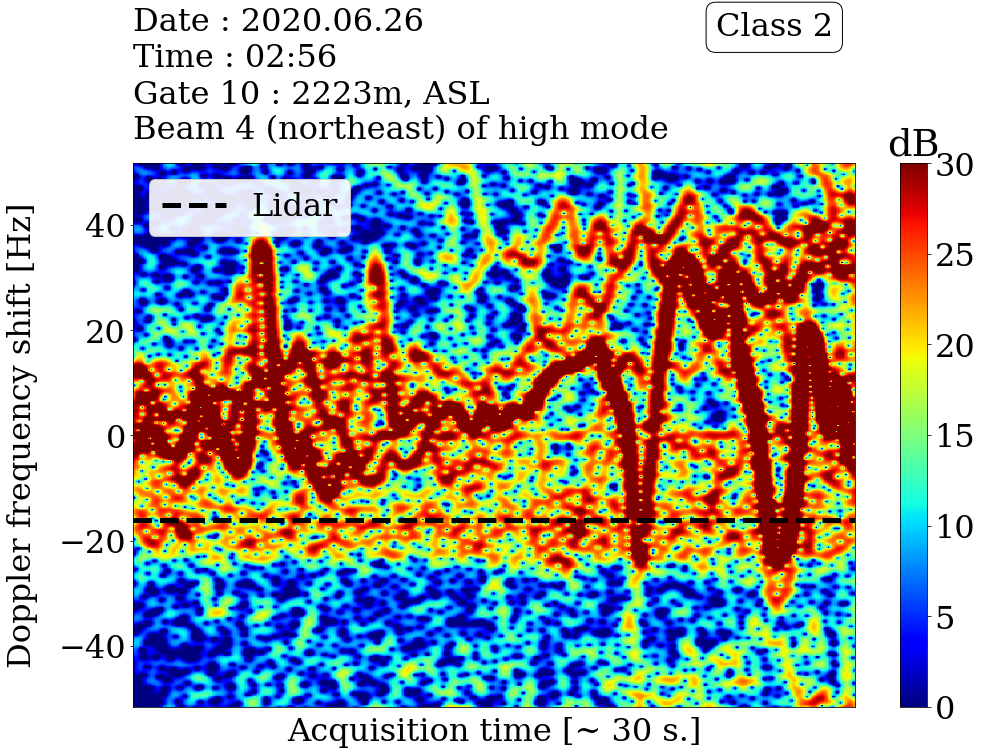 Date : 2020.06.26
Time : 02:56
Gate 10 : 2223m, ASL
Beam 4 (northeast) of high mode
Class 2
dB
Lidar
Doppler frequency shift [Hz]
40
20
0
−20
−40
30
25
20
15
10
5
0
Acquisition time [~ 30 s.]